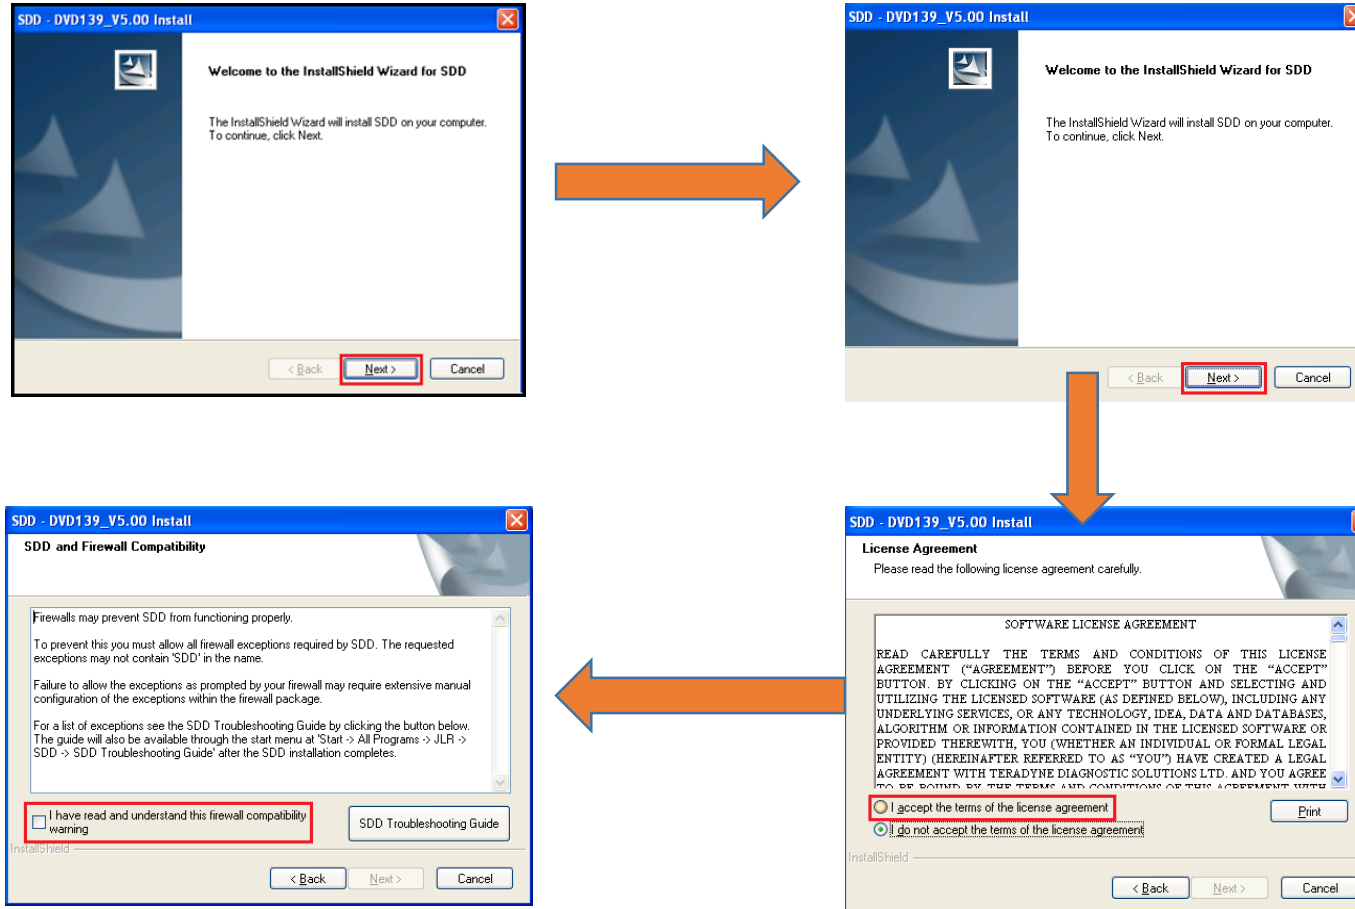 SDD - DVD139_V5.00 Install
Welcome to the InstallShield Wizard for SDD
The InstallShield Wizard will install SDD on your computer.
To continue, click Next.
< Back
Next >
Cancel
SDD - DVD139_V5.00 Install
Welcome to the InstallShield Wizard for SDD
The InstallShield Wizard will install SDD on your computer.
To continue, click Next.
< Back
Next >
Cancel
SDD - DVD139_V5.00 Install
SDD and Firewall Compatibility
Firewalls may prevent SDD from functioning properly.
To prevent this you must allow all firewall exceptions required by SDD. The requested
exceptions may not contain 'SDD' in the name.
Failure to allow the exceptions as prompted by your firewall may require extensive manual
configuration of the exceptions within the firewall package.
For a list of exceptions see the SDD Troubleshooting Guide by clicking the button below.
The guide will also be available through the start menu at 'Start -> All Programs -> JLR ->
SDD -> SDD Troubleshooting Guide' after the SDD installation completes.
I have read and understand this firewall compatibility
warning
SDD Troubleshooting Guide
InstallShield
< Back
Next >
Cancel
SDD - DVD139_V5.00 Install
License Agreement
Please read the following license agreement carefully.
SOFTWARE LICENSE AGREEMENT
READ CAREFULLY THE TERMS AND CONDITIONS OF THIS LICENSE
AGREEMENT (“AGREEMENT”) BEFORE YOU CLICK ON THE “ACCEPT”
BUTTON. BY CLICKING ON THE “ACCEPT” BUTTON AND SELECTING AND
UTILIZING THE LICENSED SOFTWARE (AS DEFINED BELOW), INCLUDING ANY
UNDERLYING SERVICES, OR ANY TECHNOLOGY, IDEA, DATA AND DATABASES,
ALGORITHM OR INFORMATION CONTAINED IN THE LICENSED SOFTWARE OR
PROVIDED THEREWITH, YOU (WHETHER AN INDIVIDUAL OR FORMAL LEGAL
ENTITY) (HEREINAFTER REFERRED TO AS “YOU”) HAVE CREATED A LEGAL
AGREEMENT WITH TERADYNE DIAGNOSTIC SOLUTIONS LTD. AND YOU AGREE
TO BE BOUND BY THE TERMS AND CONDITIONS OF THIS AGREEMENT WITH
I accept the terms of the license agreement
I do not accept the terms of the license agreement
Print
InstallShield
< Back
Next >
Cancel